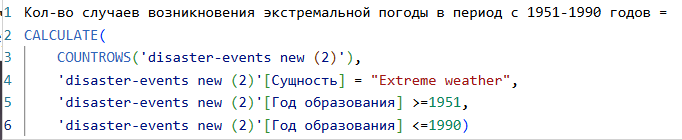 1 Кол-во случаев возникновения экстремальной погоды в период с 1951-1990 годов =
2 CALCULATE(
3 COUNTROWS('disaster-events new (2)'),
4 'disaster-events new (2)'[Сущность] = "Extreme weather",
5 'disaster-events new (2)'[Год образования] >=1951,
6 'disaster-events new (2)'[Год образования] <=1990)